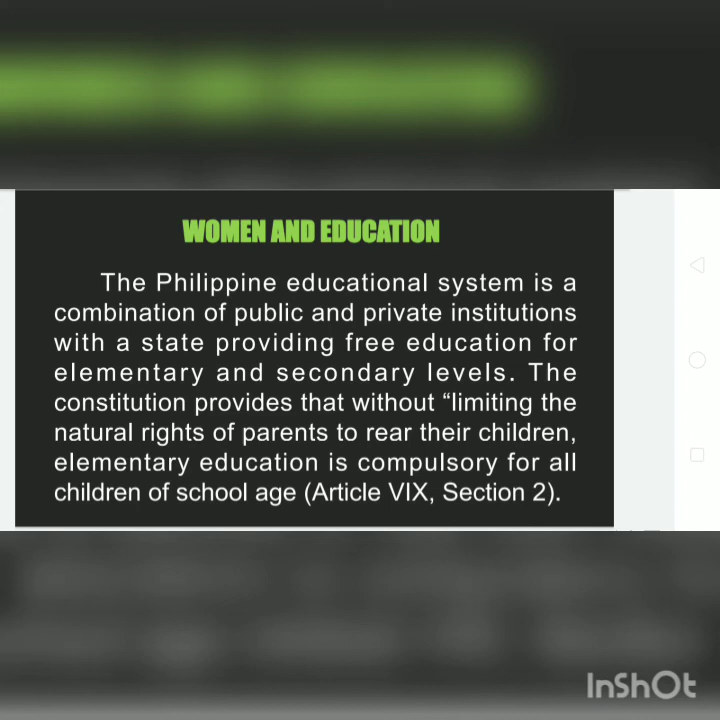 WOMEN AND EDUCATION
The Philippine educational system is a
combination of public and private institutions
with a state providing free education for
elementary and secondary levels. The
constitution provides that without “limiting the
natural rights of parents to rear their children,
elementary education is compulsory for all
children of school age (Article VIX, Section 2).
InShOt